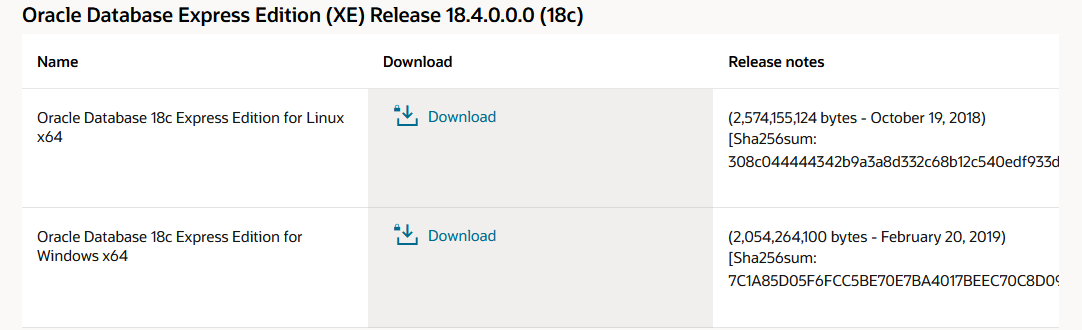 Oracle Database Express Edition (XE) Release 18.4.0.0.0 (18c)
Name
Download
Release notes
Oracle Database 18c Express Edition for Linux
x64
Download
(2,574,155,124 bytes - October 19, 2018)
[Sha256sum:
308c044444342b9a3a8d332c68b12c540edf933d
Oracle Database 18c Express Edition for
Windows x64
Download
(2,054,264,100 bytes - February 20, 2019)
[Sha256sum:
7C1A85D05F6FCC5BE70E7BA4017BEEC70C8D09